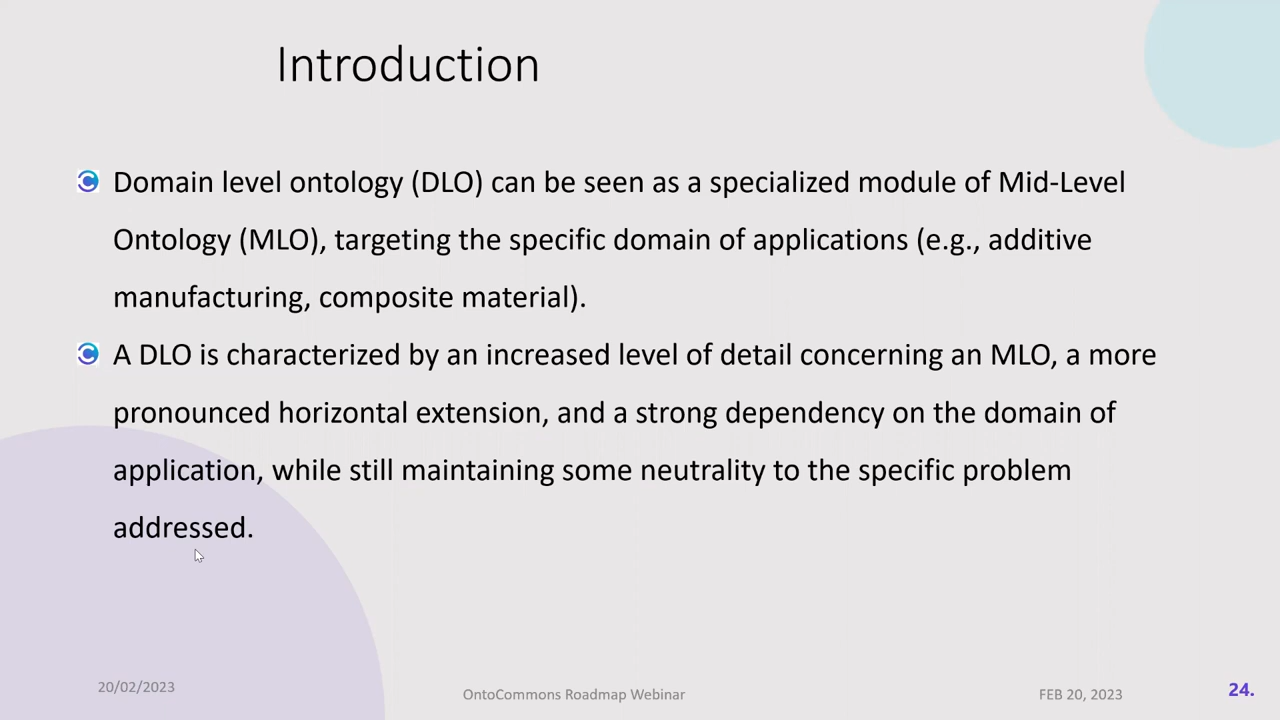 Introduction
Domain level ontology (DLO) can be seen as a specialized module of Mid-Level
Ontology (MLO), targeting the specific domain of applications (e.g., additive
manufacturing, composite material).
A DLO is characterized by an increased level of detail concerning an MLO, a more
pronounced horizontal extension, and a strong dependency on the domain of
application, while still maintaining some neutrality to the specific problem
addressed.
20/02/2023
OntoCommons Roadmap Webinar
FEB 20, 2023
24.